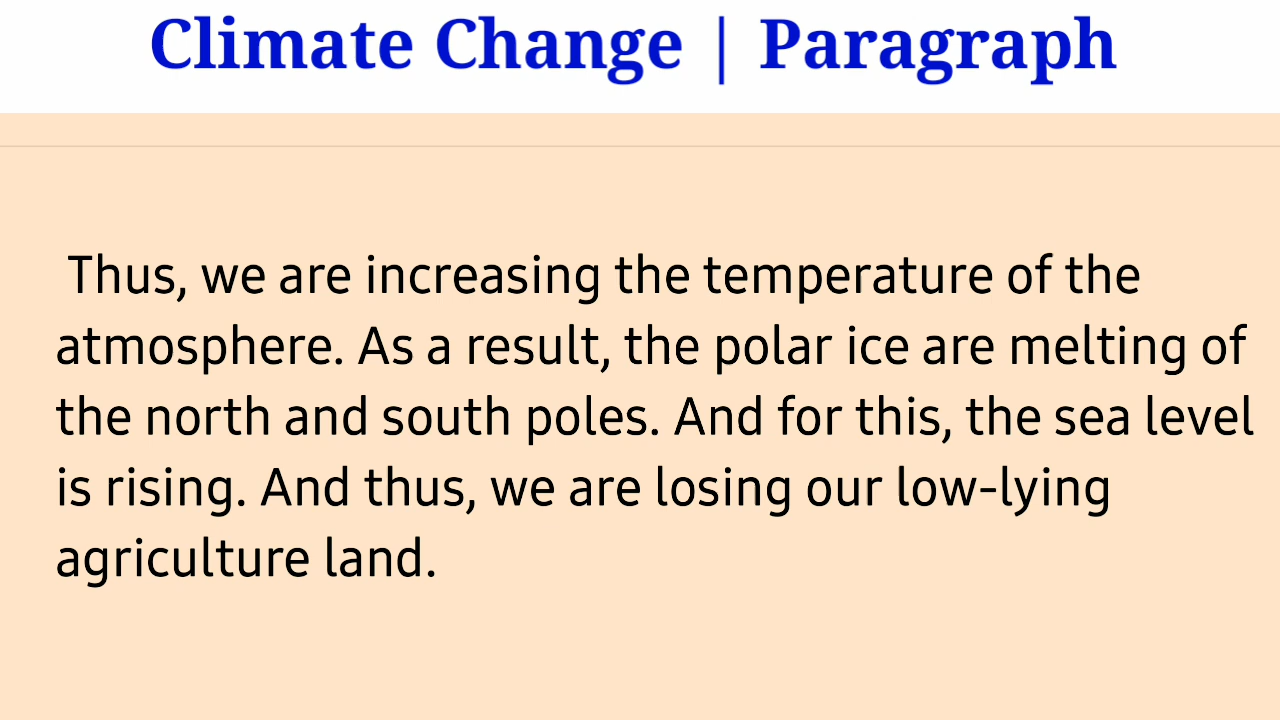 Climate Change | Paragraph
Thus, we are increasing the temperature of the
atmosphere. As a result, the polar ice are melting of
the north and south poles. And for this, the sea level
is rising. And thus, we are losing our low-lying
agriculture land.